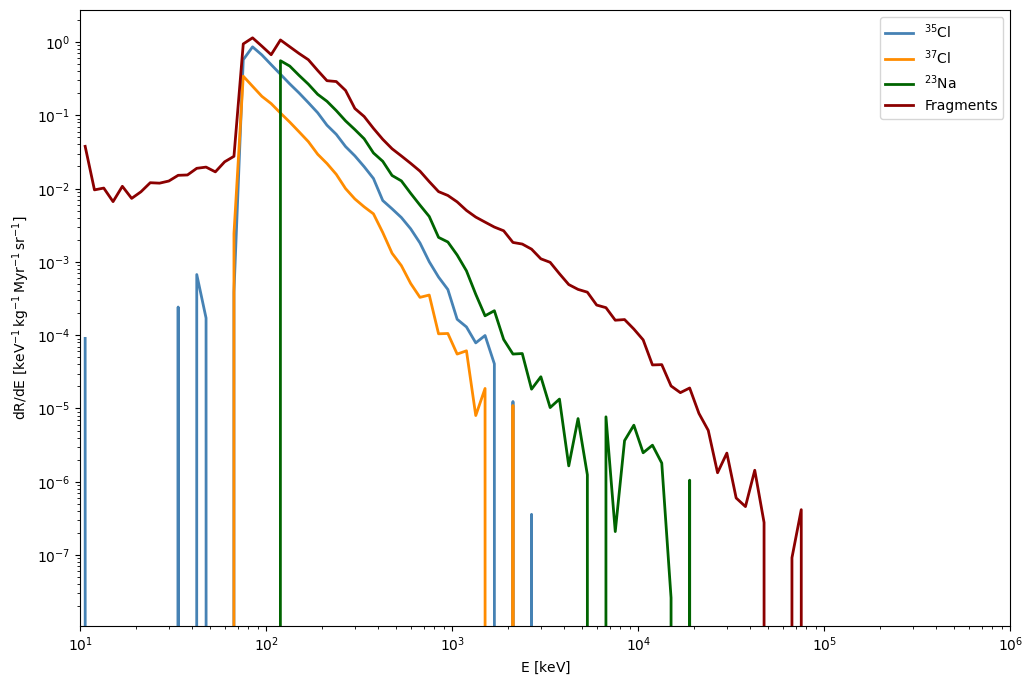 ³⁵Cl
³⁷Cl
²³Na
Fragments
dR/dE [keV⁻¹ kg⁻¹ Myr⁻¹ sr⁻¹]
10⁰
10⁻¹
10⁻²
10⁻³
10⁻⁴
10⁻⁵
10⁻⁶
10⁻⁷
10¹ 10² 10³ 10⁴ 10⁵ 10⁶
E [keV]